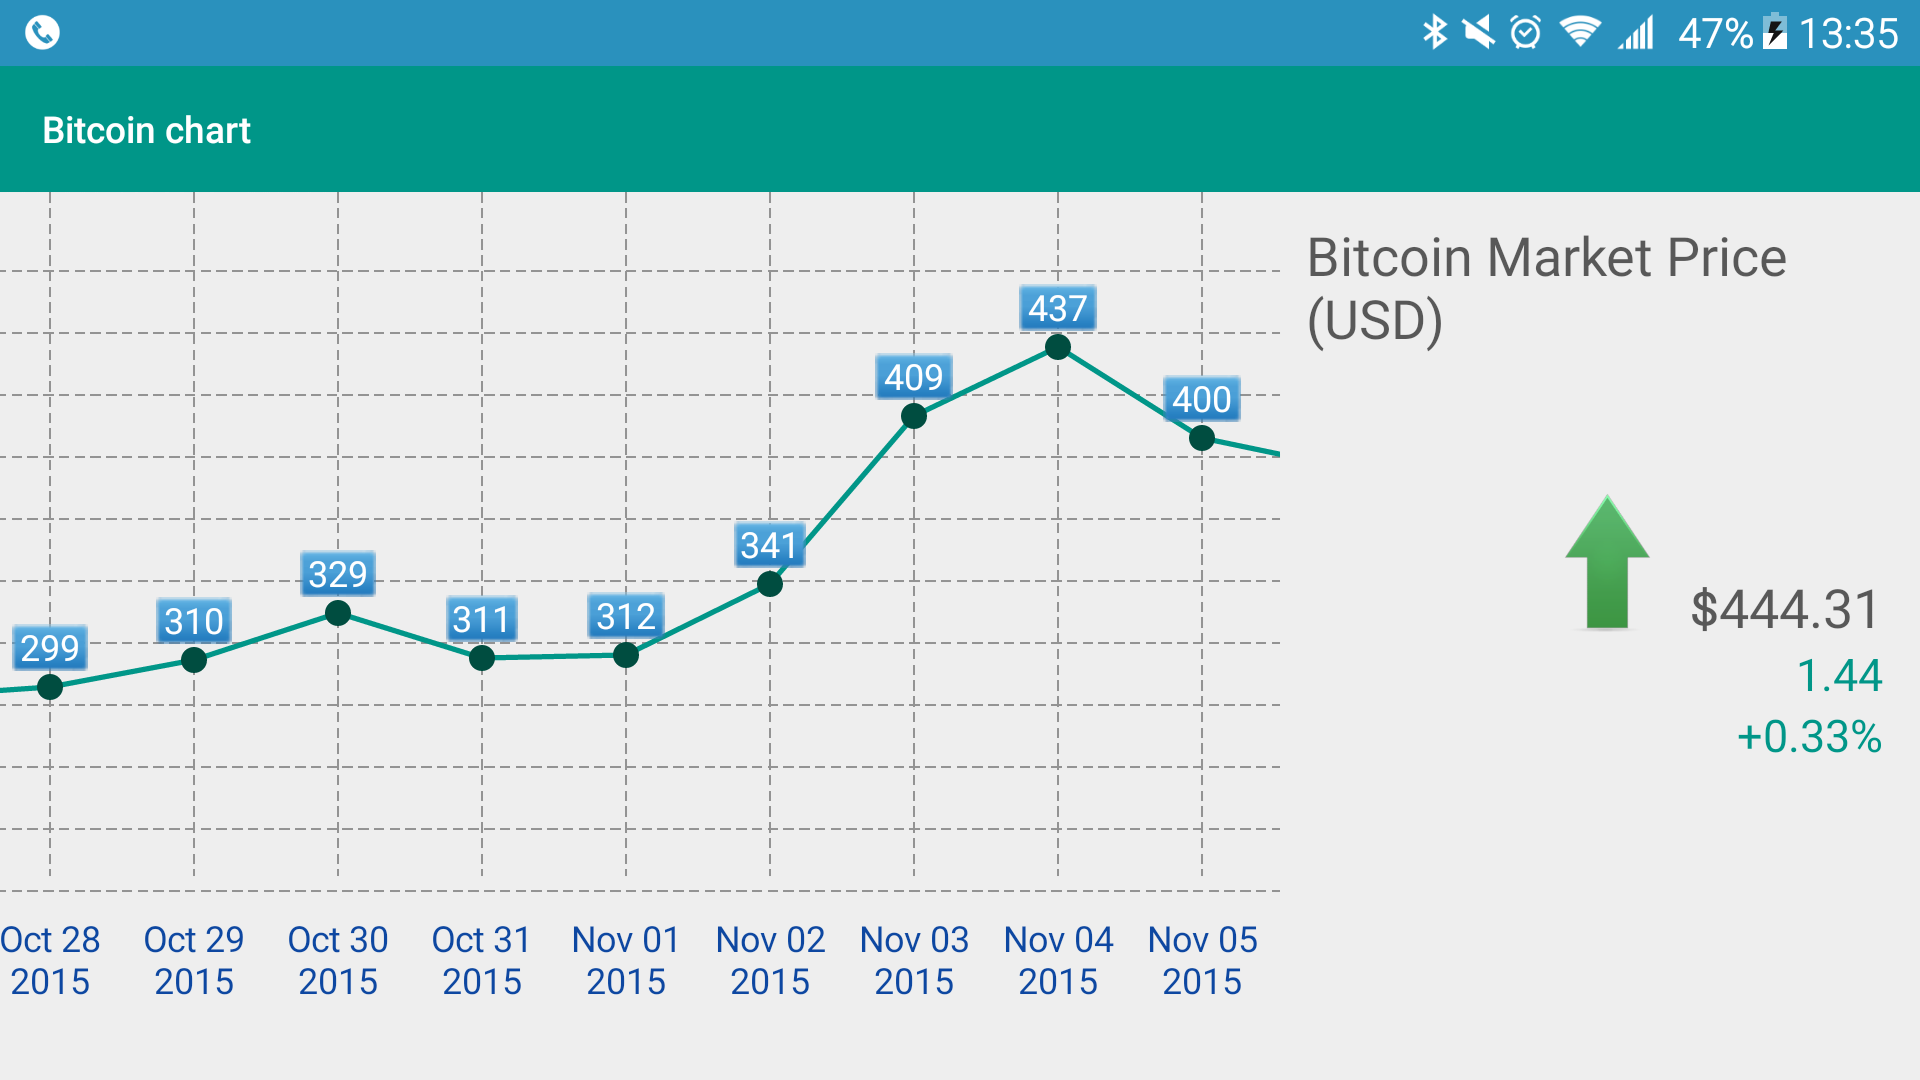 47% 13:35
Bitcoin chart
Bitcoin Market Price
(USD)
437
409
400
341
329
310
311
312
299
$444.31
1.44
+0.33%
Oct 28 Oct 29 Oct 30 Oct 31 Nov 01 Nov 02 Nov 03 Nov 04 Nov 05
2015 2015 2015 2015 2015 2015 2015 2015 2015